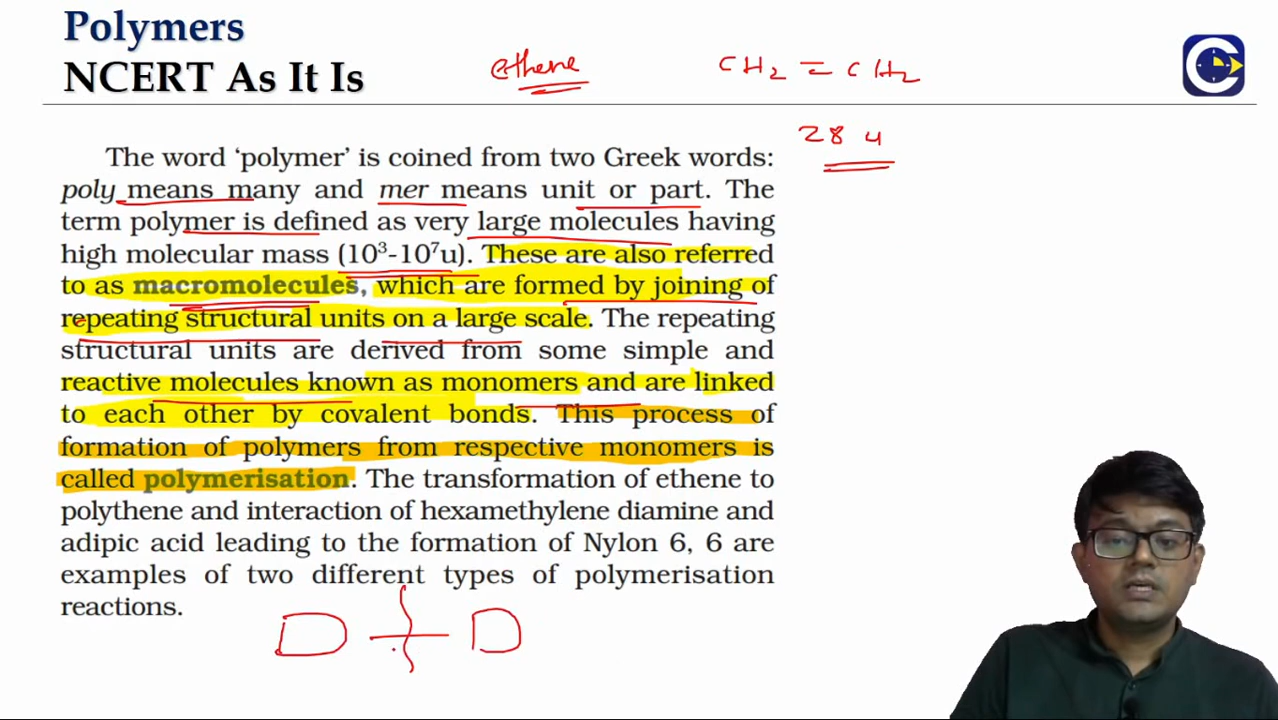 Polymers
NCERT As It Is
ethene
CH2 = CH2
28 u
The word ‘polymer’ is coined from two Greek words:
poly means many and mer means unit or part. The
term polymer is defined as very large molecules having
high molecular mass (10³-10⁷u). These are also referred
to as macromolecules, which are formed by joining of
repeating structural units on a large scale. The repeating
structural units are derived from some simple and
reactive molecules known as monomers and are linked
to each other by covalent bonds. This process of
formation of polymers from respective monomers is
called polymerisation. The transformation of ethene to
polythene and interaction of hexamethylene diamine and
adipic acid leading to the formation of Nylon 6, 6 are
examples of two different types of polymerisation
reactions.